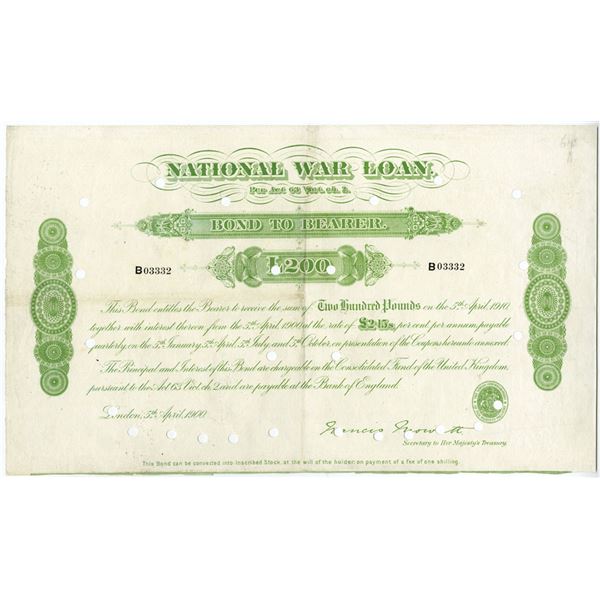 NATIONAL WAR LOAN.
Per Act 63 Vict. ch. 2.
BOND TO BEARER.
£200
B03332 B03332
This Bond entitles the Bearer to receive the sum of Two Hundred Pounds on the 5th April, 1910,
together with interest thereon from the 5th April, 1900 at the rate of £2.15s. per cent per annum, payable
quarterly, on the 5th January, 5th April, 5th July, and 5th October, on presentation of the Coupons hereunto annexed.
The Principal and Interest of this Bond are chargeable on the Consolidated Fund of the United Kingdom,
pursuant to the Act 63 Vict. ch. 2 and are payable at the Bank of England.
London, 5th April, 1900.
Francis Mowatt
Secretary to Her Majesty's Treasury.
This Bond can be converted into Inscribed Stock, at the will of the holder, on payment of a fee of one shilling.